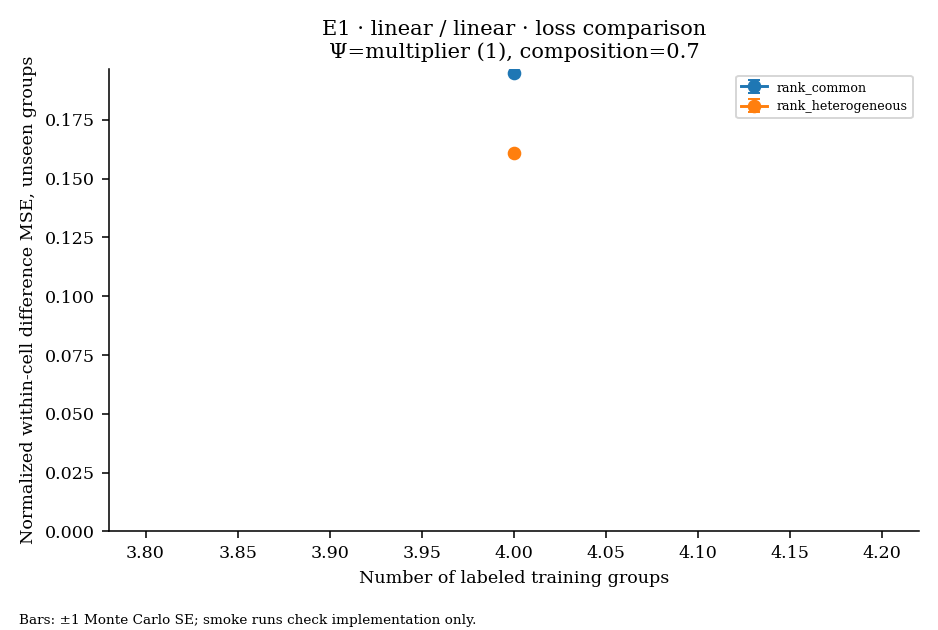 E1 · linear / linear · loss comparison
Ψ=multiplier (1), composition=0.7
Normalized within-cell difference MSE, unseen groups
0.175
0.150
0.125
0.100
0.075
0.050
0.025
0.000
rank_common
rank_heterogeneous
3.80 3.85 3.90 3.95 4.00 4.05 4.10 4.15 4.20
Number of labeled training groups
Bars: ±1 Monte Carlo SE; smoke runs check implementation only.